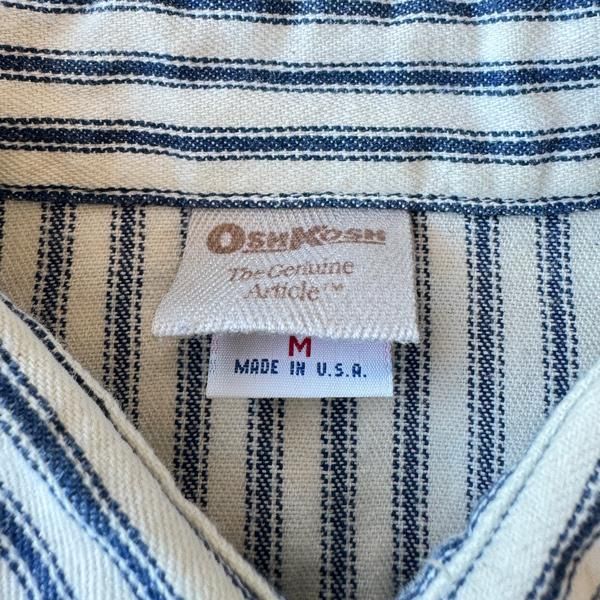 OSHKOSH
The Genuine
Article™
M
MADE IN U.S.A.